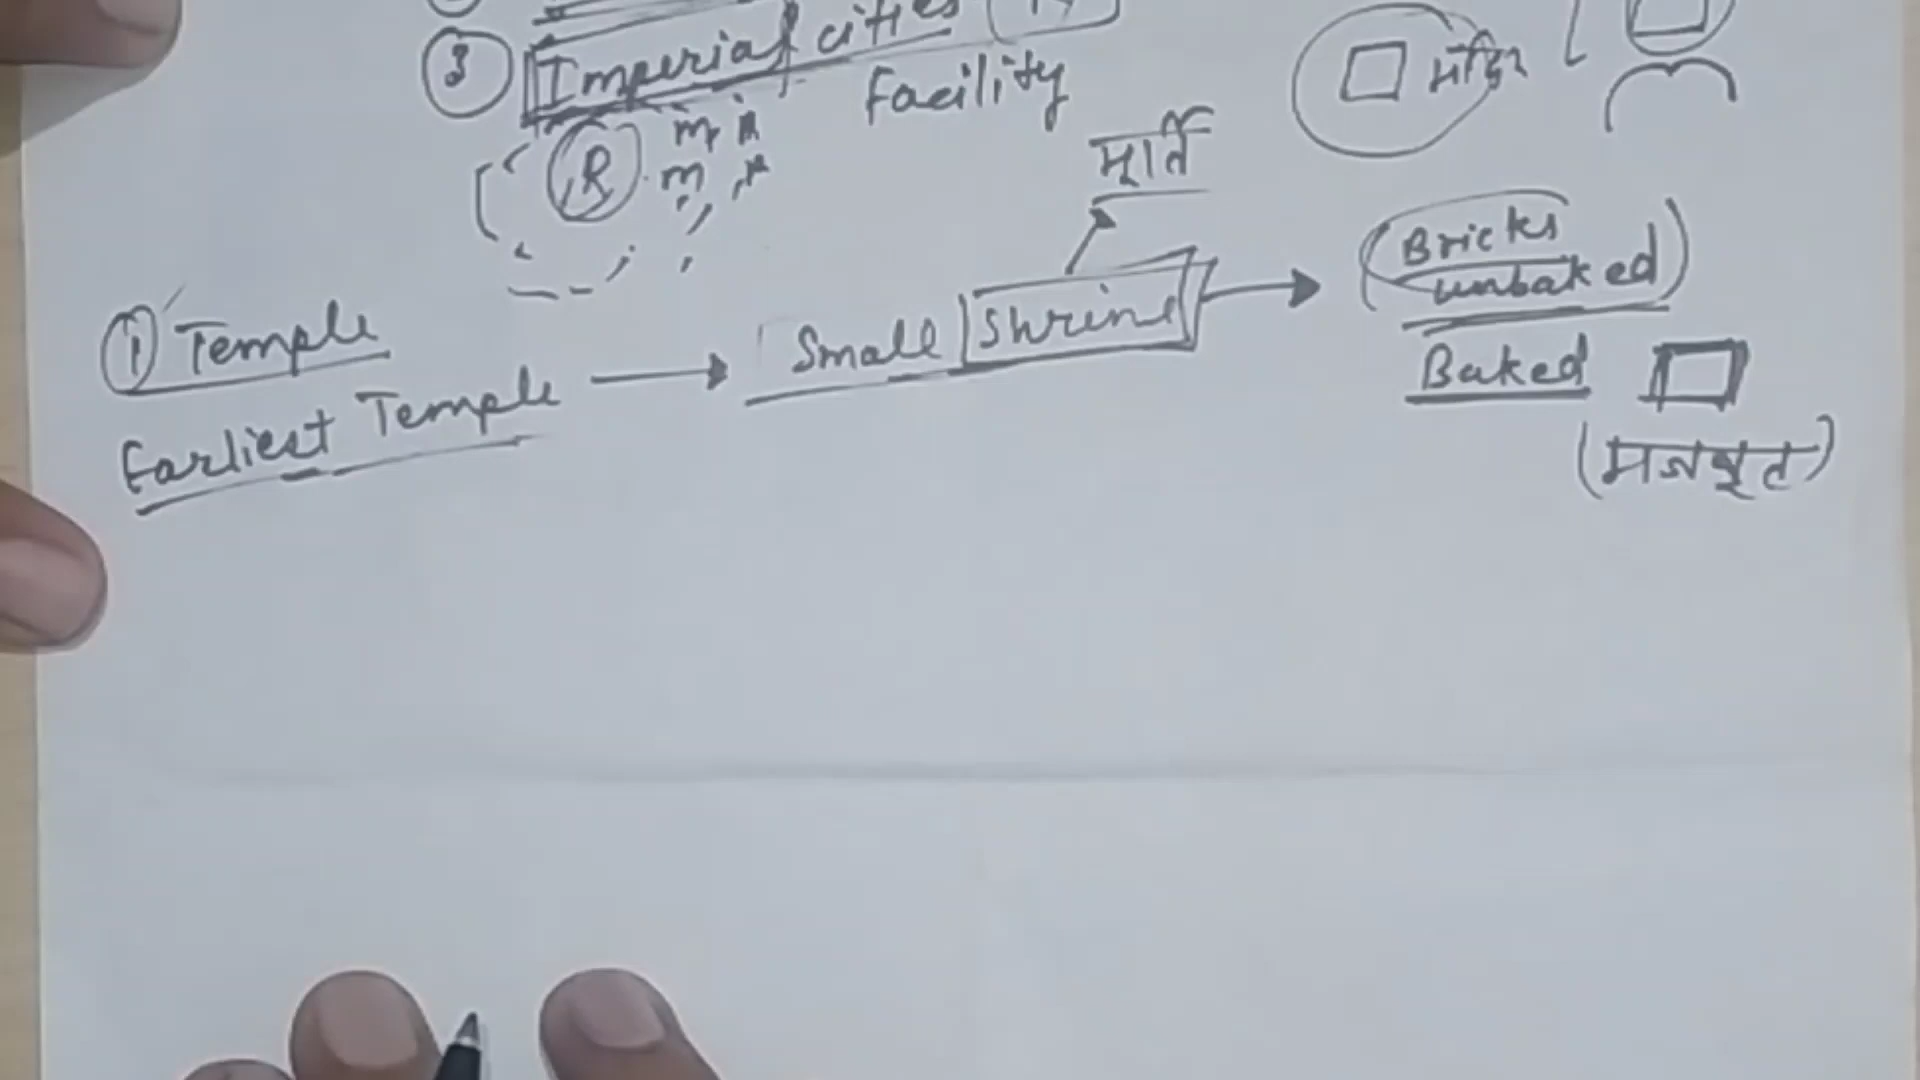 3 Imperial cities
Facility
मंदिर
R
मूर्ति
Bricks
unbaked
① Temple
Small Shrine
Baked
Earliest Temple
(मजबूत)